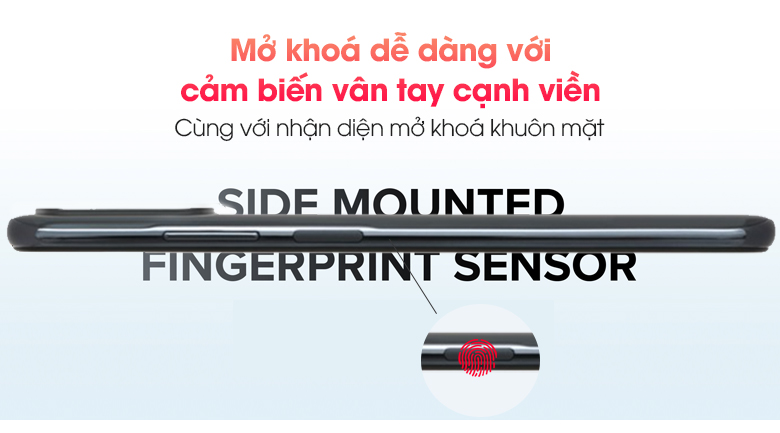 Mở khoá dễ dàng với
cảm biến vân tay cạnh viền
Cùng với nhận diện mở khoá khuôn mặt
SIDE MOUNTED
FINGERPRINT SENSOR